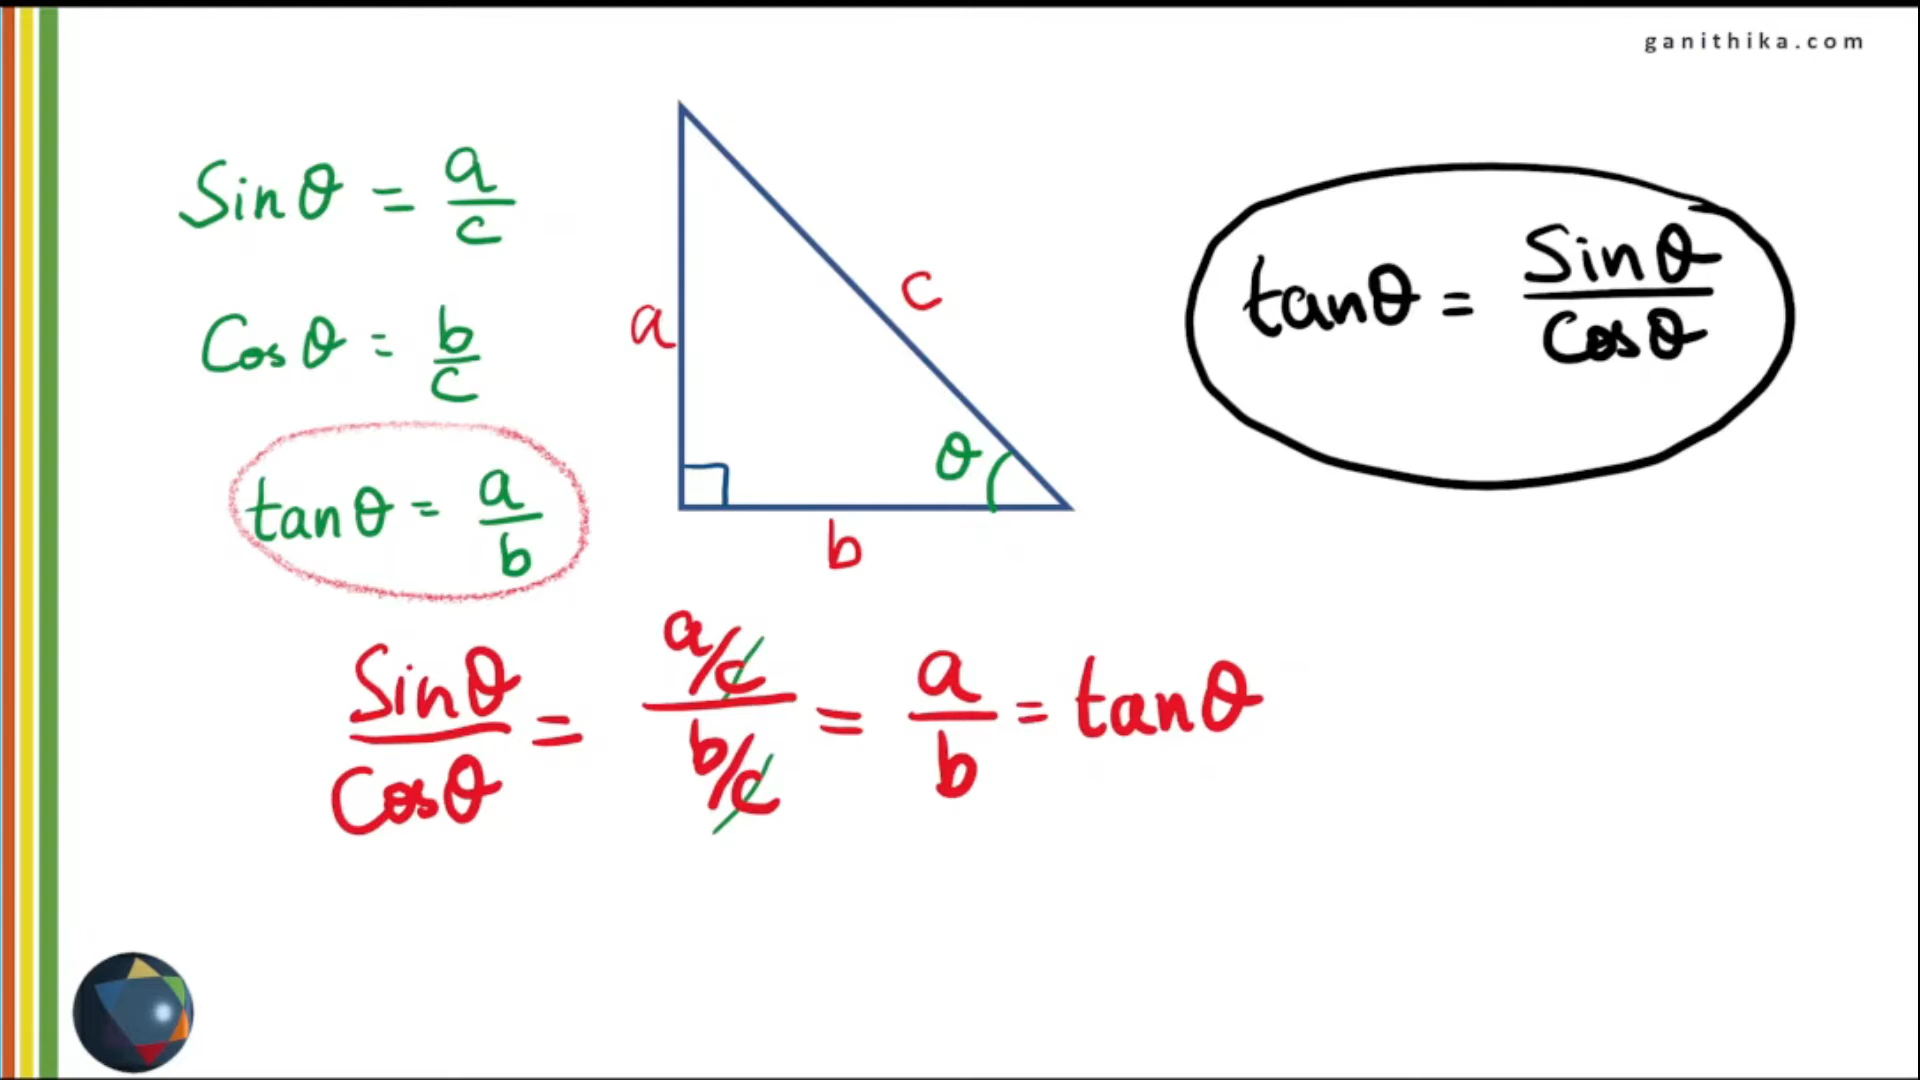 ganithika.com
Sinθ = a/c
Cosθ = b/c
tanθ = a/b
a
c
θ
b
tanθ = Sinθ/Cosθ
Sinθ/Cosθ = (a/c)/(b/c) = a/b = tanθ